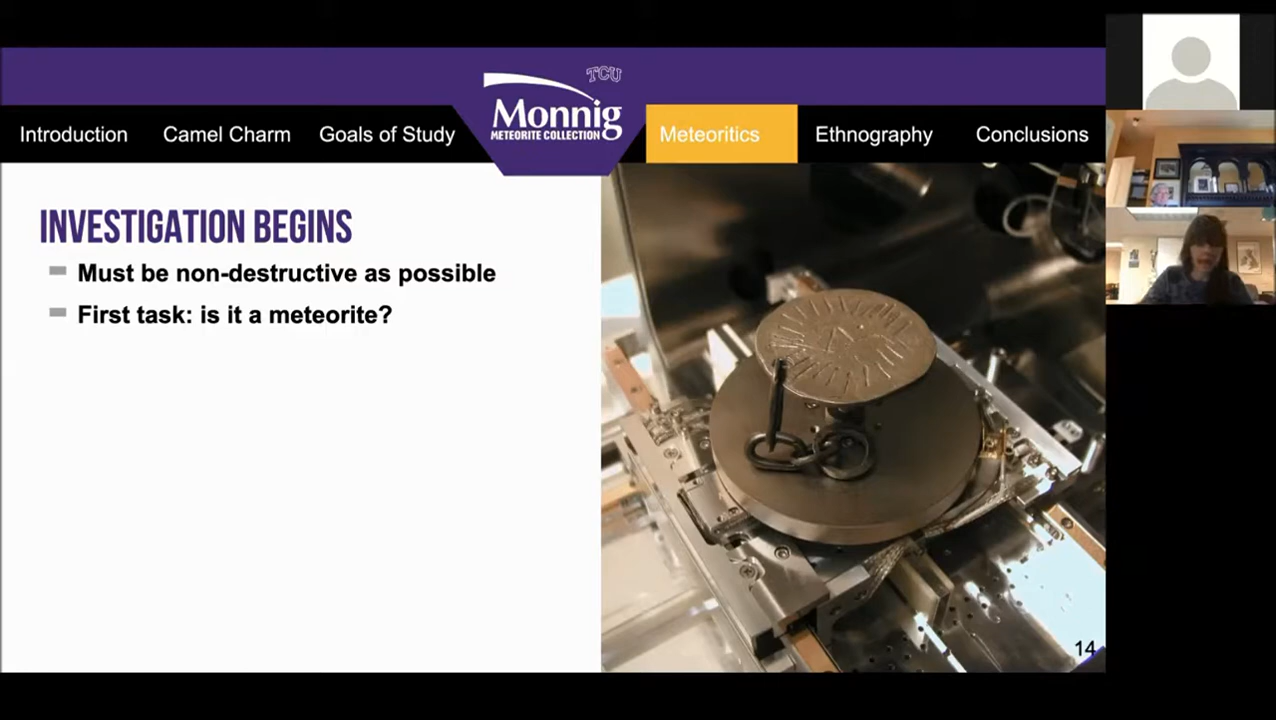 TCU
Monnig
METEORITE COLLECTION
Introduction Camel Charm Goals of Study Meteoritics Ethnography Conclusions
INVESTIGATION BEGINS
Must be non-destructive as possible
First task: is it a meteorite?
14